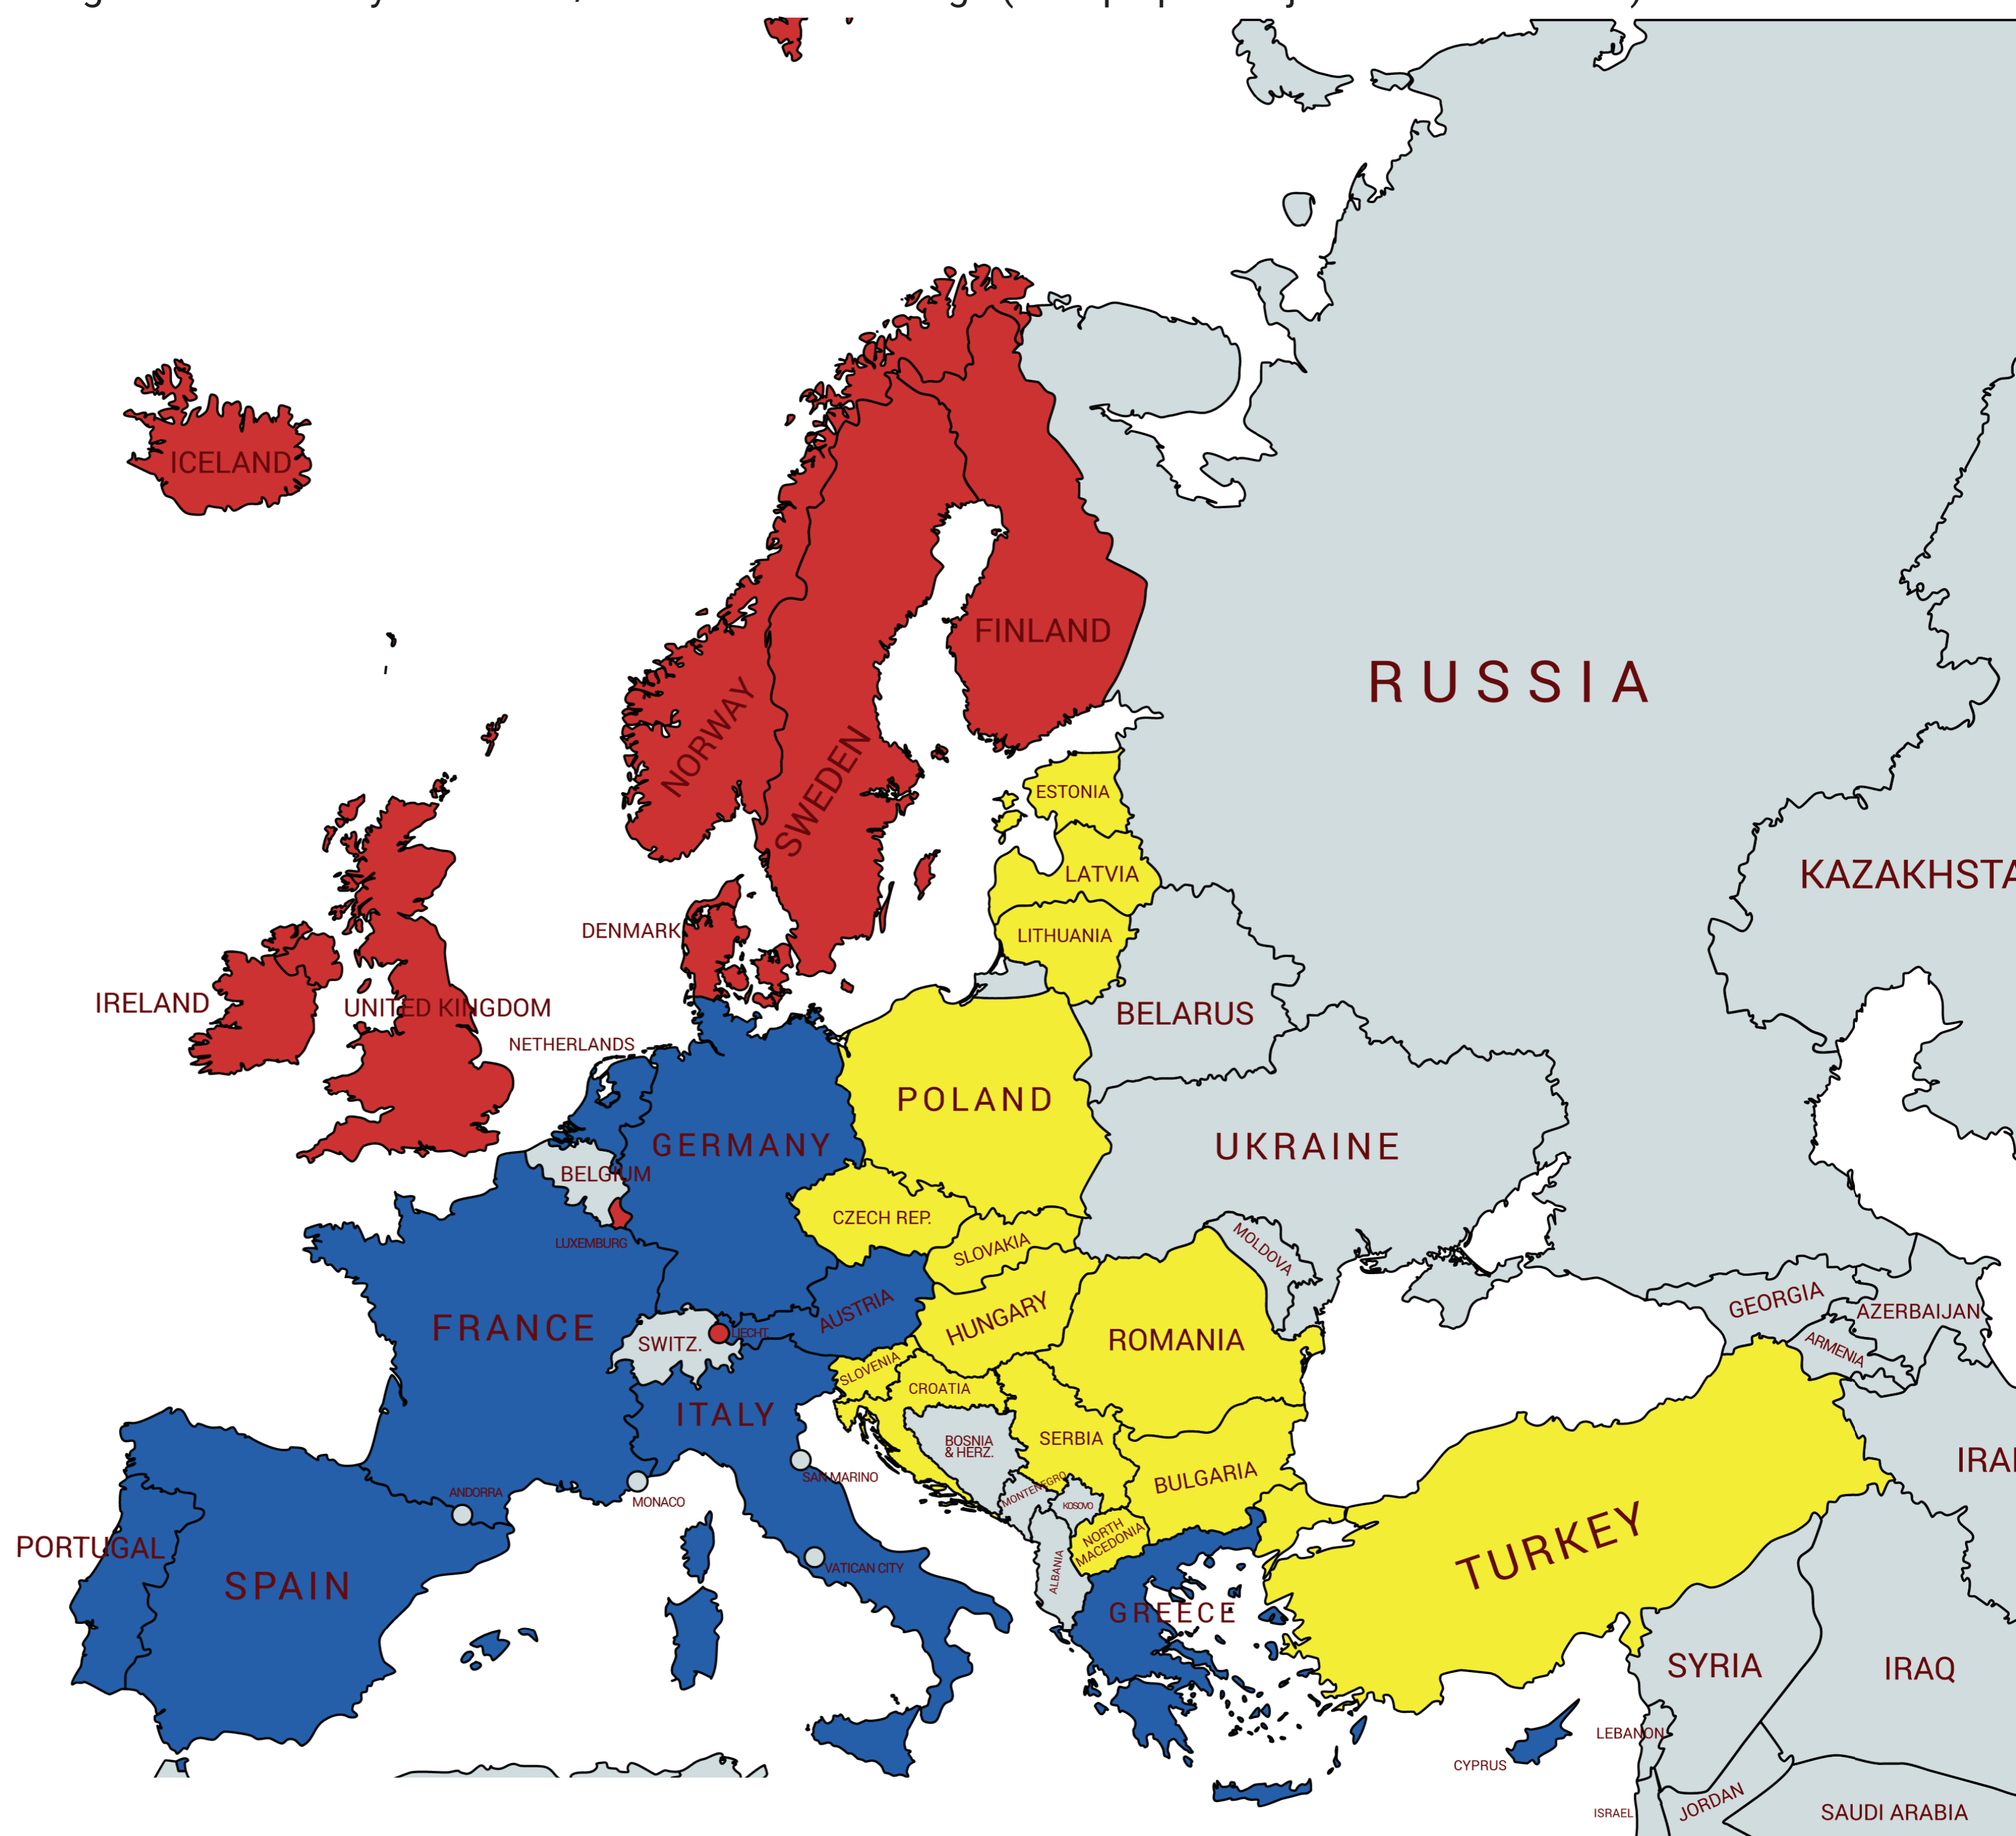 ICELAND
FINLAND
RUSSIA
NORWAY
SWEDEN
ESTONIA
LATVIA
KAZAKHSTA
DENMARK
LITHUANIA
IRELAND
UNITED KINGDOM
BELARUS
NETHERLANDS
POLAND
GERMANY
UKRAINE
BELGIUM
CZECH REP.
LUXEMBURG
SLOVAKIA
MOLDOVA
FRANCE
AUSTRIA
HUNGARY
GEORGIA
AZERBAIJAN
SWITZ.
LIECHT
ROMANIA
ARMENIA
SLOVENIA
CROATIA
ITALY
BOSNIA
& HERZ.
SERBIA
IRAN
SAN MARINO
BULGARIA
ANDORRA
MONACO
MONTENEGRO
KOSOVO
PORTUGAL
NORTH
MACEDONIA
TURKEY
VATICAN CITY
ALBANIA
SPAIN
GREECE
SYRIA
IRAQ
LEBANON
CYPRUS
JORDAN
ISRAEL
SAUDI ARABIA